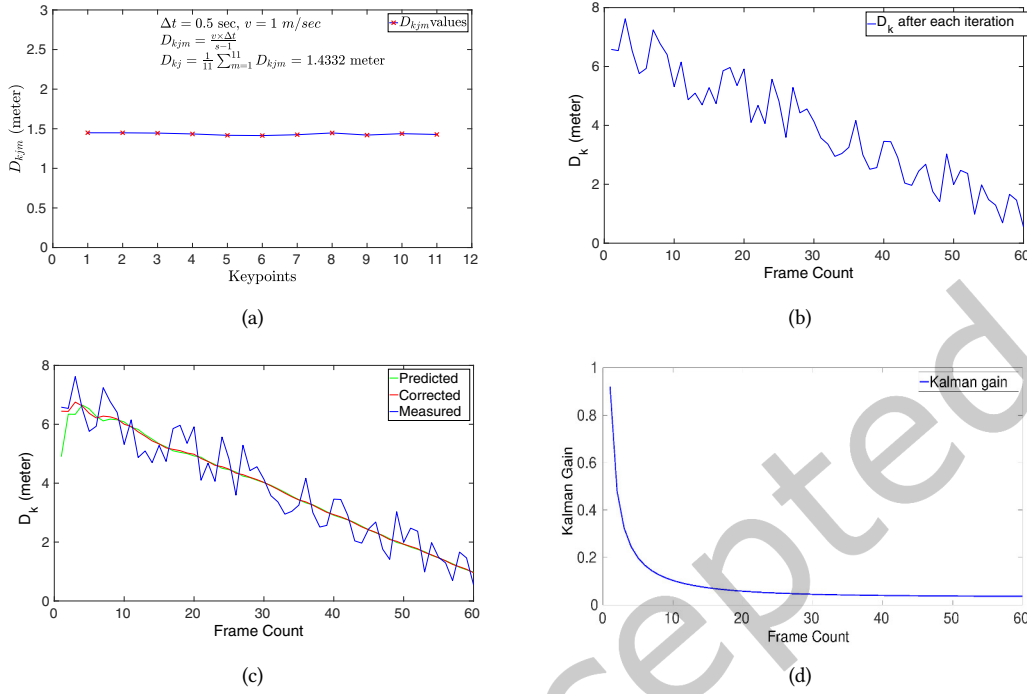 Δt = 0.5 sec, v = 1 m/sec
D_kjm = v×Δt/s−1
D_kj = 1/11 ∑_{m=1}^{11} D_kjm = 1.4332 meter
D_kjm values
D_kjm (meter)
3
2.5
2
1.5
1
0.5
0
0 1 2 3 4 5 6 7 8 9 10 11 12
Keypoints
(a)
D_k after each iteration
D_k (meter)
8
6
4
2
0
0 10 20 30 40 50 60
Frame Count
(b)
Predicted
Corrected
Measured
D_k (meter)
8
6
4
2
0
0 10 20 30 40 50 60
Frame Count
(c)
Kalman gain
Kalman Gain
1
0.8
0.6
0.4
0.2
0
0 10 20 30 40 50 60
Frame Count
(d)
cepted